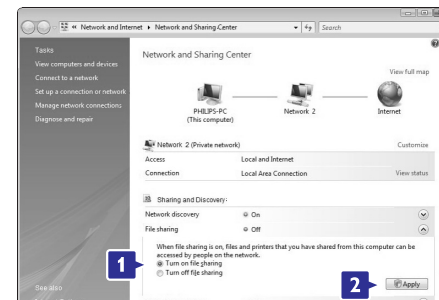 Network and Internet ▸ Network and Sharing Center
Search
Tasks
View computers and devices
Connect to a network
Set up a connection or network
Manage network connections
Diagnose and repair
See also
Network and Sharing Center
View full map
PHILIPS-PC
(This computer)
Network 2
Internet
Network 2 (Private network)
Customize
Access
Local and Internet
Connection
Local Area Connection
View status
Sharing and Discovery:
Network discovery
On
File sharing
Off
When file sharing is on, files and printers that you have shared from this computer can be
accessed by people on the network.
1
Turn on file sharing
Turn off file sharing
2
Apply